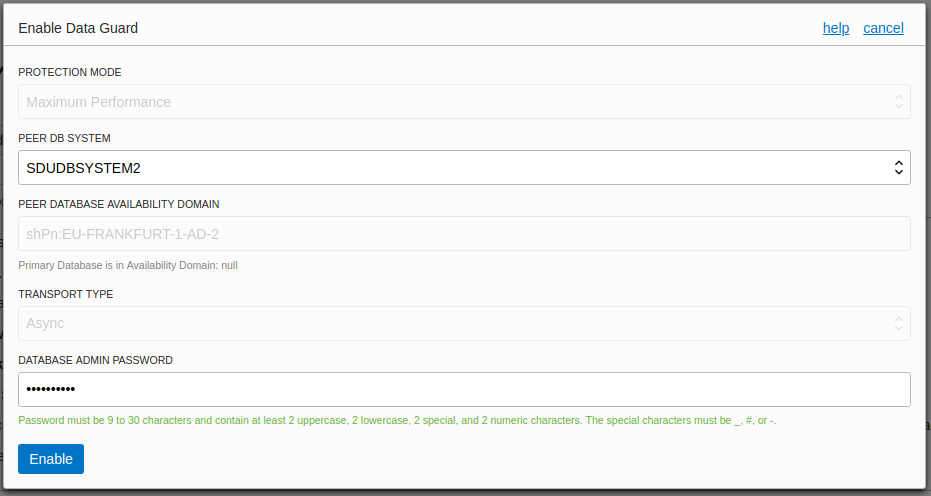 Enable Data Guard
help cancel
PROTECTION MODE
Maximum Performance
PEER DB SYSTEM
SDUDBSYSTEM2
PEER DATABASE AVAILABILITY DOMAIN
shPn:EU-FRANKFURT-1-AD-2
Primary Database is in Availability Domain: null
TRANSPORT TYPE
Async
DATABASE ADMIN PASSWORD
••••••••••
Password must be 9 to 30 characters and contain at least 2 uppercase, 2 lowercase, 2 special, and 2 numeric characters. The special characters must be _, #, or -.
Enable